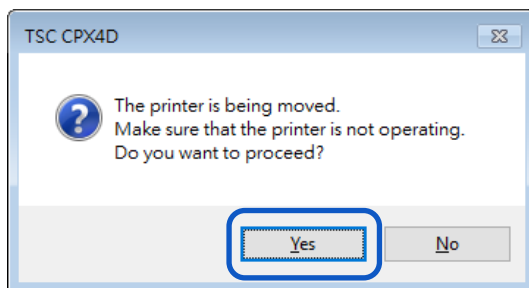 TSC CPX4D
The printer is being moved.
Make sure that the printer is not operating.
Do you want to proceed?
Yes
No